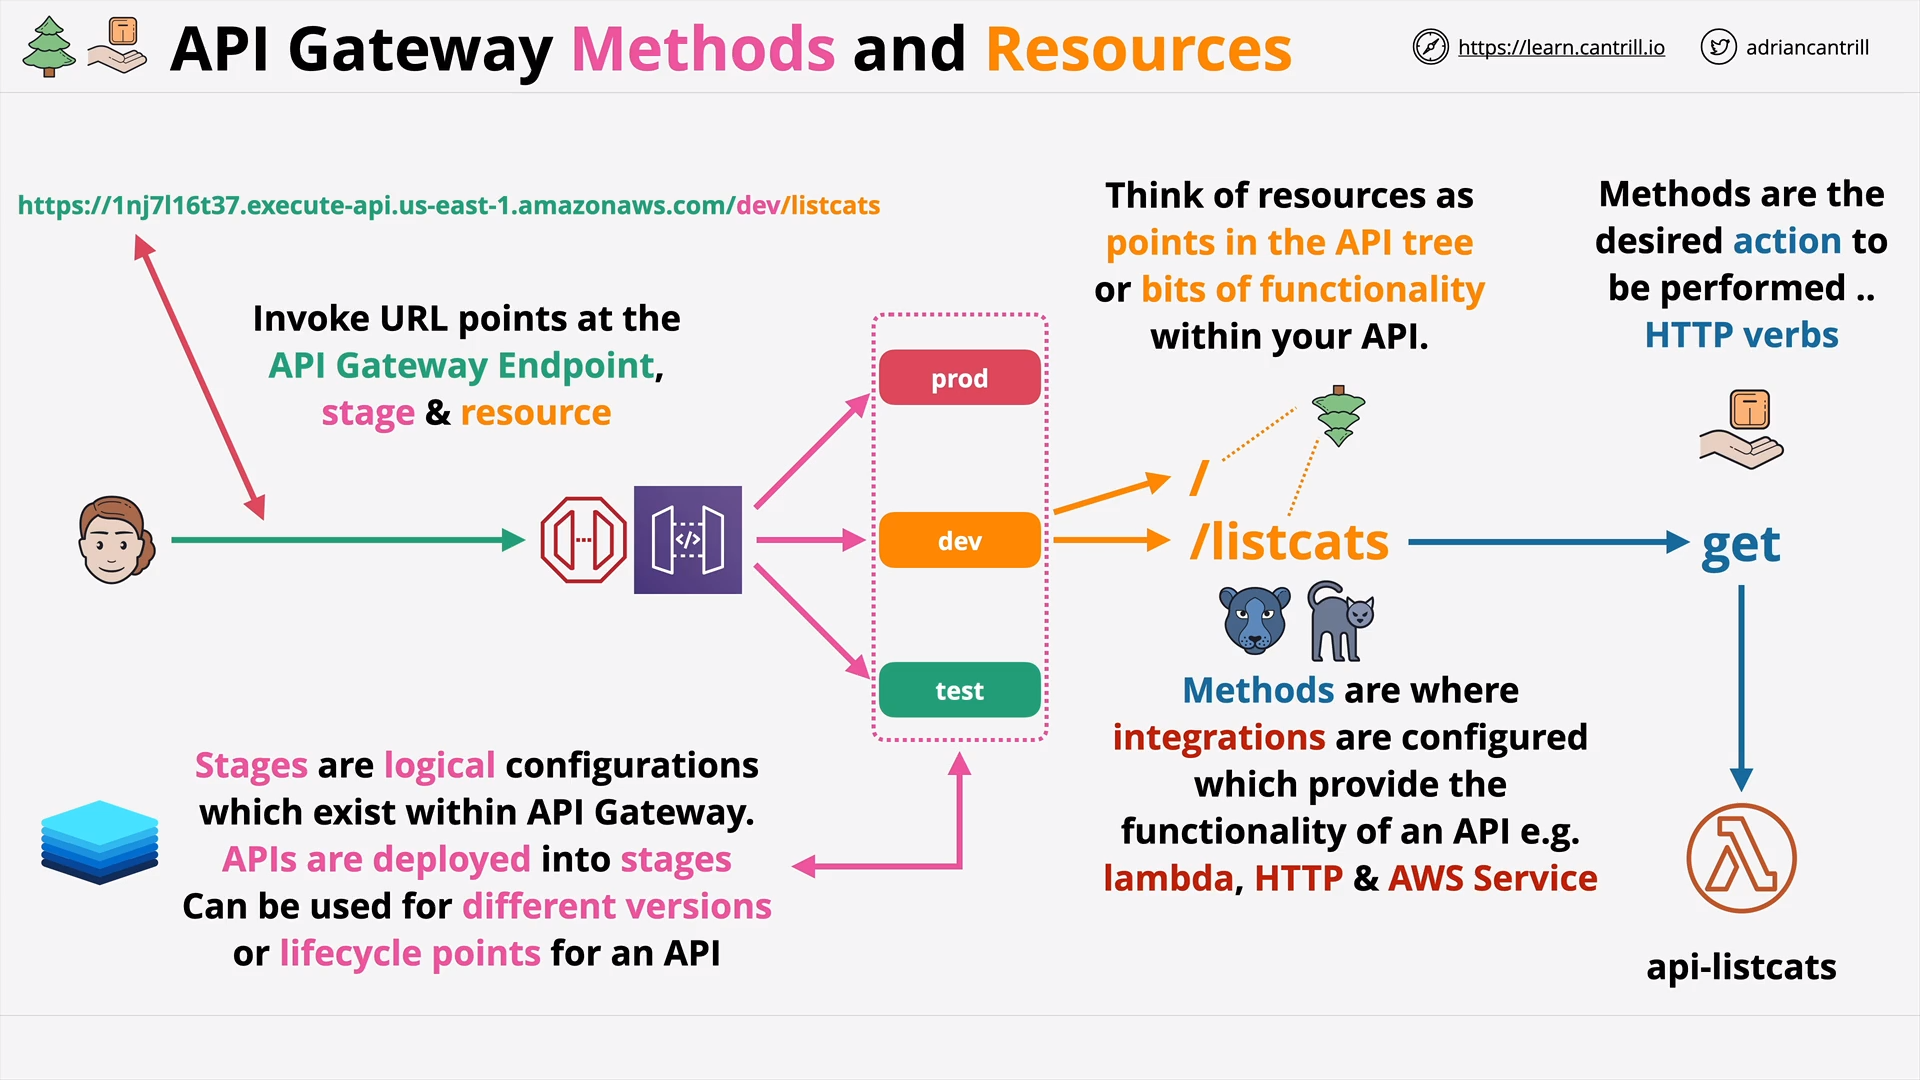 API Gateway Methods and Resources
https://learn.cantrill.io
adriancantrill
https://1nj7l16t37.execute-api.us-east-1.amazonaws.com/dev/listcats
Invoke URL points at the
API Gateway Endpoint,
stage & resource
Think of resources as
points in the API tree
or bits of functionality
within your API.
Methods are the
desired action to
be performed ..
HTTP verbs
prod
dev
test
/
/listcats
get
Stages are logical configurations
which exist within API Gateway.
APIs are deployed into stages
Can be used for different versions
or lifecycle points for an API
Methods are where
integrations are configured
which provide the
functionality of an API e.g.
lambda, HTTP & AWS Service
api-listcats